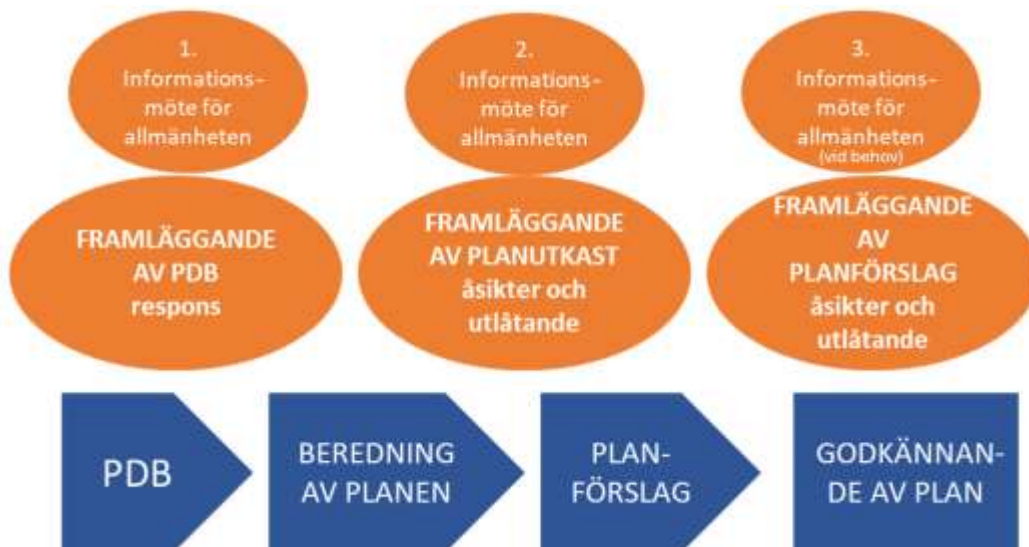 1.
Informations-
möte för
allmänheten
2.
Informations-
möte för
allmänheten
3.
Informations-
möte för
allmänheten
(vid behov)
FRAMLÄGGANDE
AV PDB
respons
FRAMLÄGGANDE
AV PLANUTKAST
åsikter och
utlåtande
FRAMLÄGGANDE
AV
PLANFÖRSLAG
åsikter och
utlåtande
PDB
BEREDNING
AV PLANEN
PLAN-
FÖRSLAG
GODKÄNNAN-
DE AV PLAN